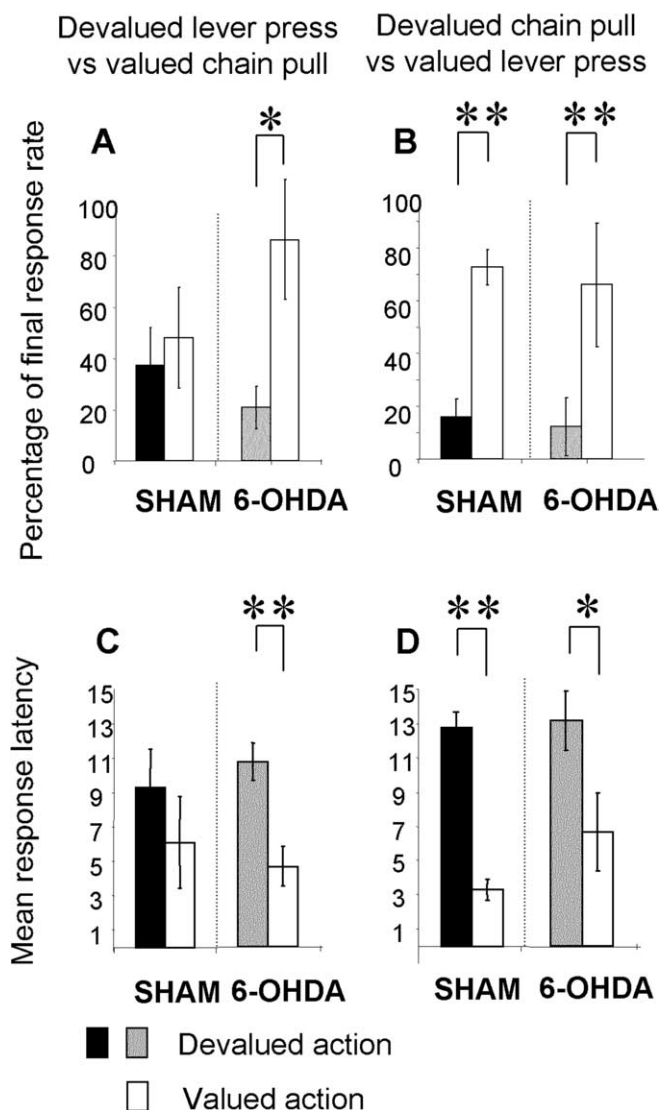 Devalued lever press
vs valued chain pull
Devalued chain pull
vs valued lever press
Percentage of final response rate
A
*
100
80
60
40
20
0
SHAM 6-OHDA
B
**
**
100
80
60
40
20
0
SHAM 6-OHDA
Mean response latency
C
**
15
13
11
9
7
5
3
1
SHAM 6-OHDA
D
**
*
15
13
11
9
7
5
3
1
SHAM 6-OHDA
Devalued action
Valued action